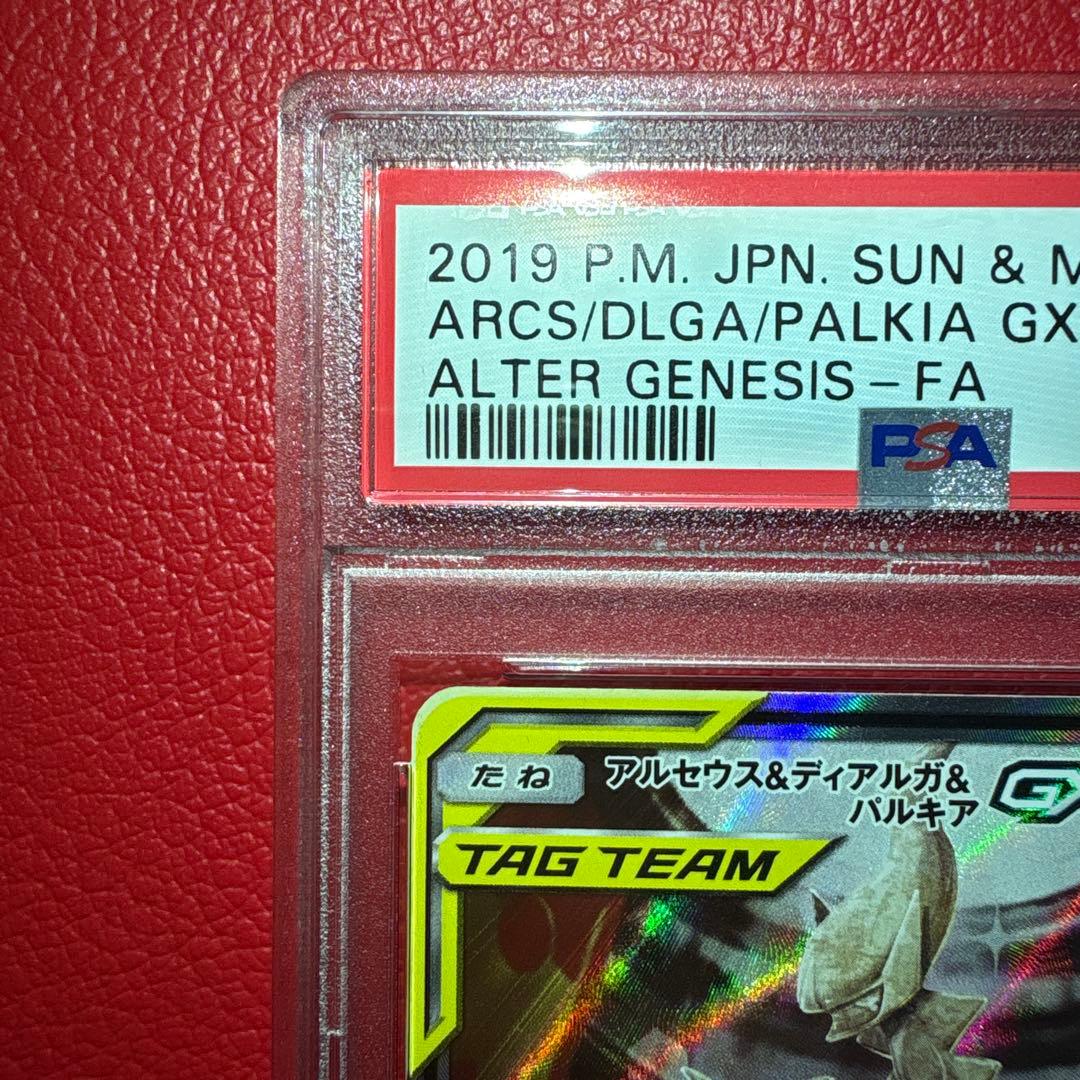 2019 P.M. JPN. SUN & M
ARCS/DLGA/PALKIA GX
ALTER GENESIS-FA
PSA
たね
アルセウス&ディアルガ&
パルキア
GX
TAG TEAM